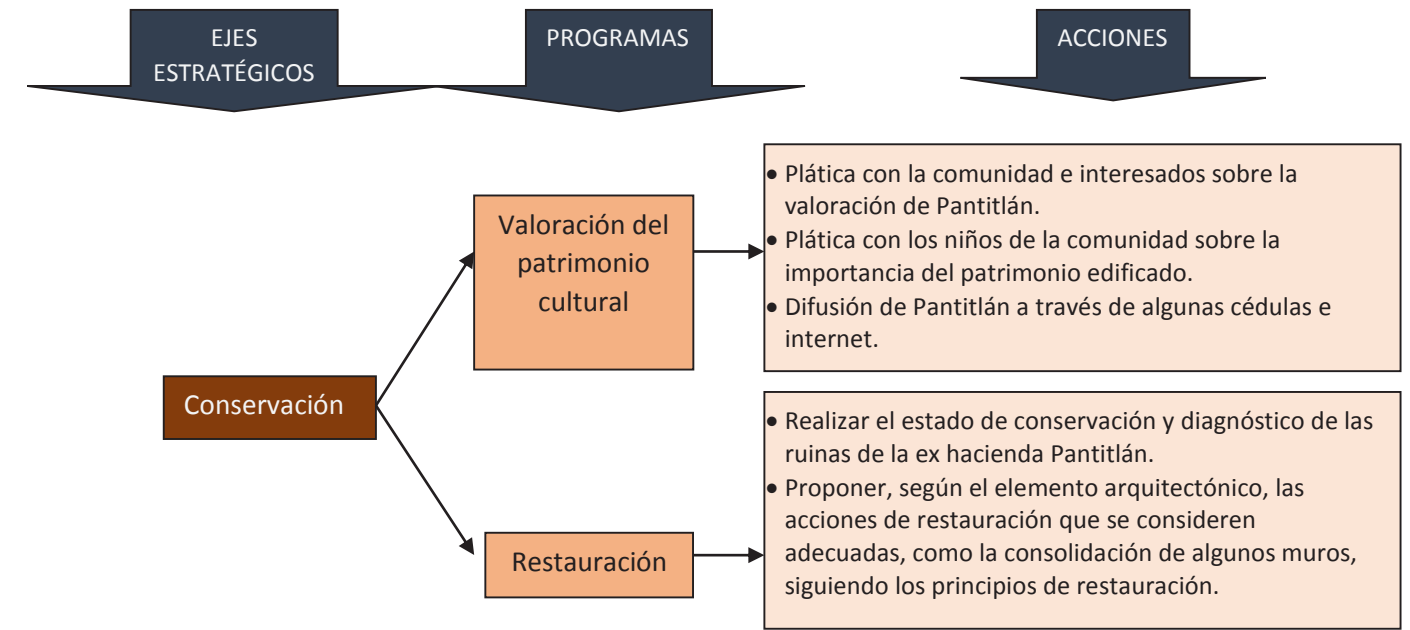 EJES
ESTRATÉGICOS
PROGRAMAS
ACCIONES
Conservación
Valoración del
patrimonio
cultural
• Plática con la comunidad e interesados sobre la
valoración de Pantitlán.
• Plática con los niños de la comunidad sobre la
importancia del patrimonio edificado.
• Difusión de Pantitlán a través de algunas cédulas e
internet.
Restauración
• Realizar el estado de conservación y diagnóstico de las
ruinas de la ex hacienda Pantitlán.
• Proponer, según el elemento arquitectónico, las
acciones de restauración que se consideren
adecuadas, como la consolidación de algunos muros,
siguiendo los principios de restauración.